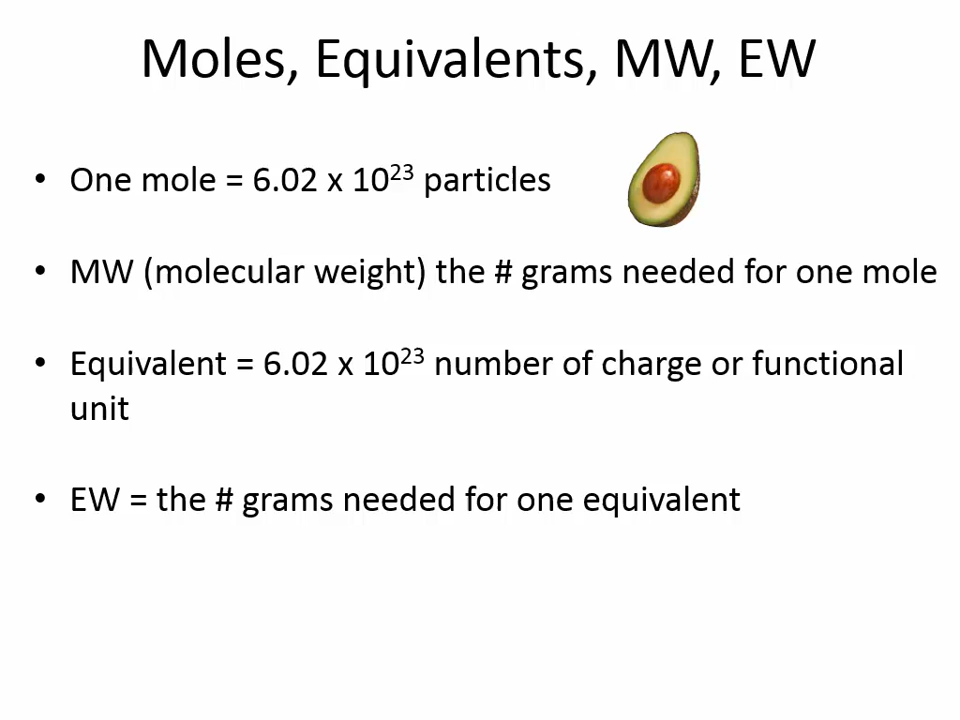 Moles, Equivalents, MW, EW
• One mole = 6.02 x 10²³ particles
• MW (molecular weight) the # grams needed for one mole
• Equivalent = 6.02 x 10²³ number of charge or functional
unit
• EW = the # grams needed for one equivalent